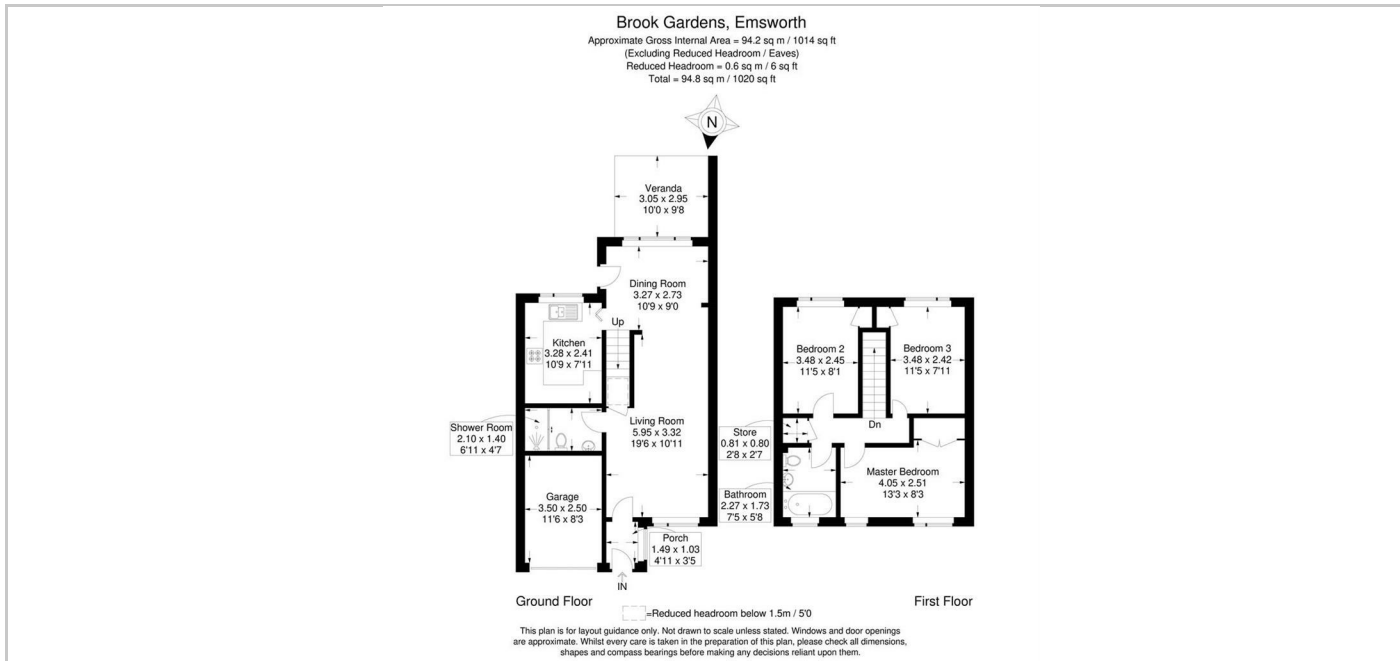 Brook Gardens, Emsworth
Approximate Gross Internal Area = 94.2 sq m / 1014 sq ft
(Excluding Reduced Headroom / Eaves)
Reduced Headroom = 0.6 sq m / 6 sq ft
Total = 94.8 sq m / 1020 sq ft
N
Veranda
3.05 x 2.95
10'0 x 9'8
Dining Room
3.27 x 2.73
10'9 x 9'0
Up
Kitchen
3.28 x 2.41
10'9 x 7'11
Living Room
5.95 x 3.32
19'6 x 10'11
Shower Room
2.10 x 1.40
6'11 x 4'7
Garage
3.50 x 2.50
11'6 x 8'3
Porch
1.49 x 1.03
4'11 x 3'5
IN
Ground Floor
Bedroom 2
3.48 x 2.45
11'5 x 8'1
Bedroom 3
3.48 x 2.42
11'5 x 7'11
Dn
Store
0.81 x 0.80
2'8 x 2'7
Master Bedroom
4.05 x 2.51
13'3 x 8'3
Bathroom
2.27 x 1.73
7'5 x 5'8
First Floor
=Reduced headroom below 1.5m / 5'0
This plan is for layout guidance only. Not drawn to scale unless stated. Windows and door openings
are approximate. Whilst every care is taken in the preparation of this plan, please check all dimensions,
shapes and compass bearings before making any decisions reliant upon them.